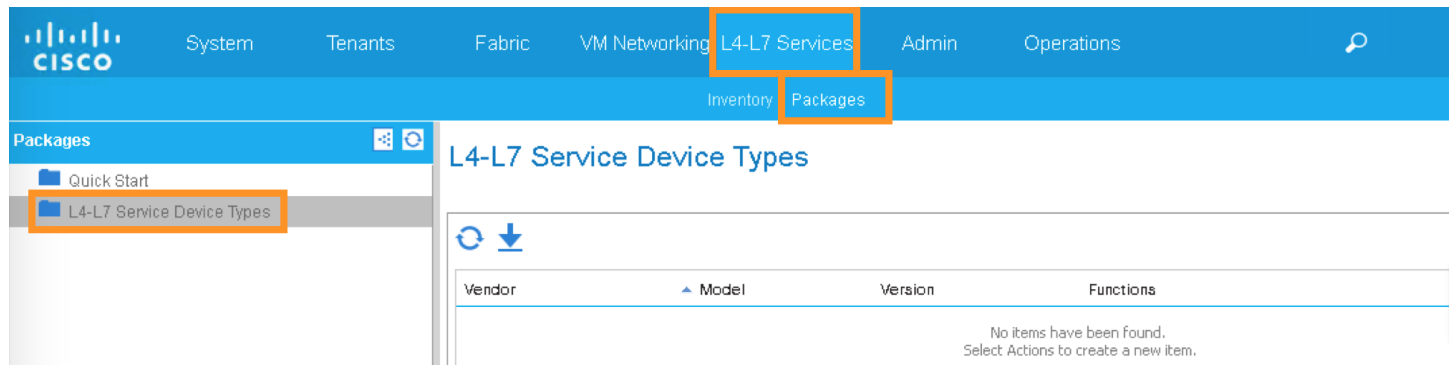 CISCO System Tenants Fabric VM Networking L4-L7 Services Admin Operations
Inventory Packages
Packages
Quick Start
L4-L7 Service Device Types
L4-L7 Service Device Types
Vendor Model Version Functions
No items have been found.
Select Actions to create a new item.